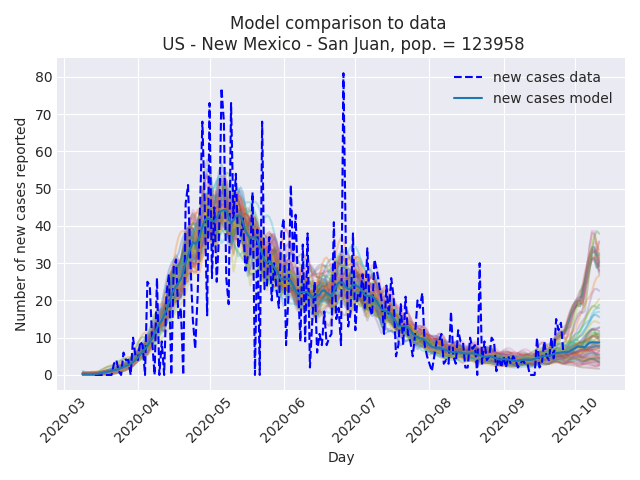 Model comparison to data
US - New Mexico - San Juan, pop. = 123958
new cases data
new cases model
Number of new cases reported
80
70
60
50
40
30
20
10
0
2020-03
2020-04
2020-05
2020-06
2020-07
2020-08
2020-09
2020-10
Day